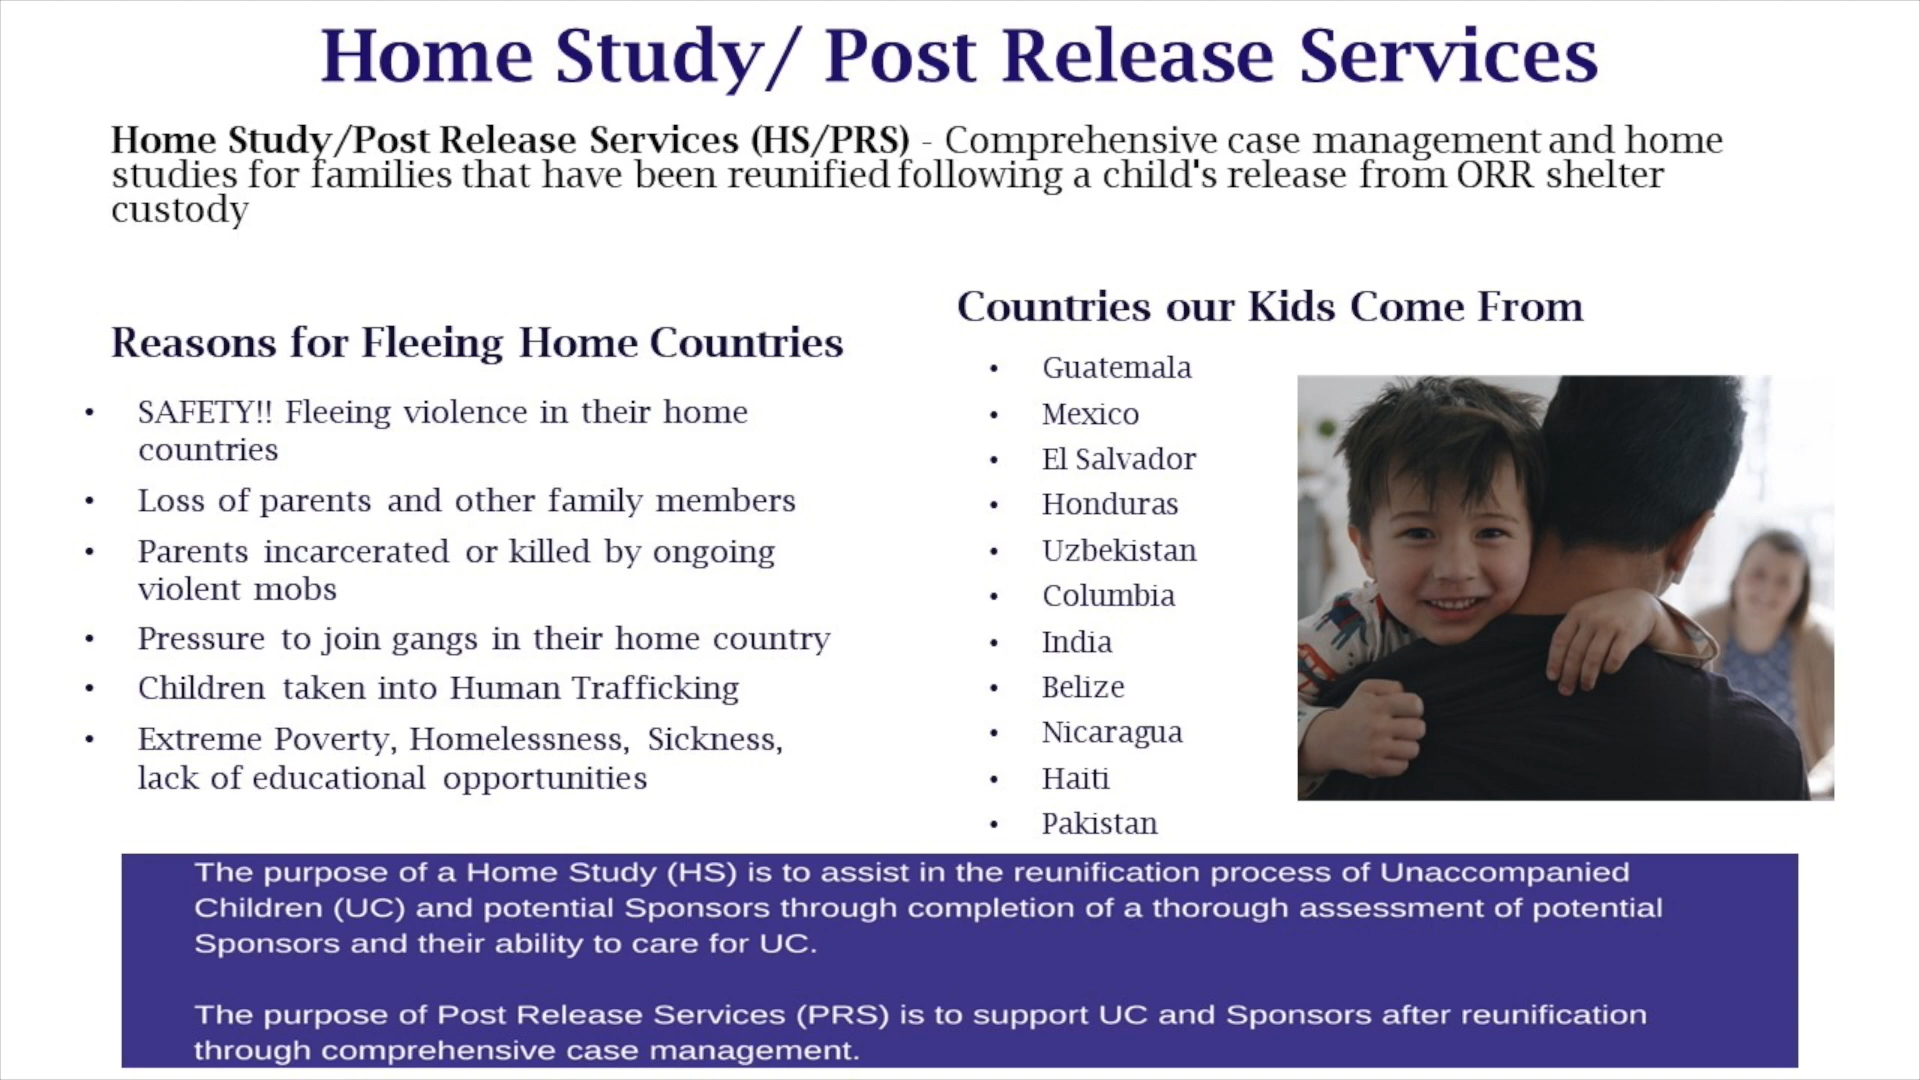 Home Study/ Post Release Services
Home Study/Post Release Services (HS/PRS) - Comprehensive case management and home
studies for families that have been reunified following a child's release from ORR shelter
custody
Reasons for Fleeing Home Countries
• SAFETY!! Fleeing violence in their home
countries
• Loss of parents and other family members
• Parents incarcerated or killed by ongoing
violent mobs
• Pressure to join gangs in their home country
• Children taken into Human Trafficking
• Extreme Poverty, Homelessness, Sickness,
lack of educational opportunities
Countries our Kids Come From
• Guatemala
• Mexico
• El Salvador
• Honduras
• Uzbekistan
• Columbia
• India
• Belize
• Nicaragua
• Haiti
• Pakistan
The purpose of a Home Study (HS) is to assist in the reunification process of Unaccompanied
Children (UC) and potential Sponsors through completion of a thorough assessment of potential
Sponsors and their ability to care for UC.
The purpose of Post Release Services (PRS) is to support UC and Sponsors after reunification
through comprehensive case management.